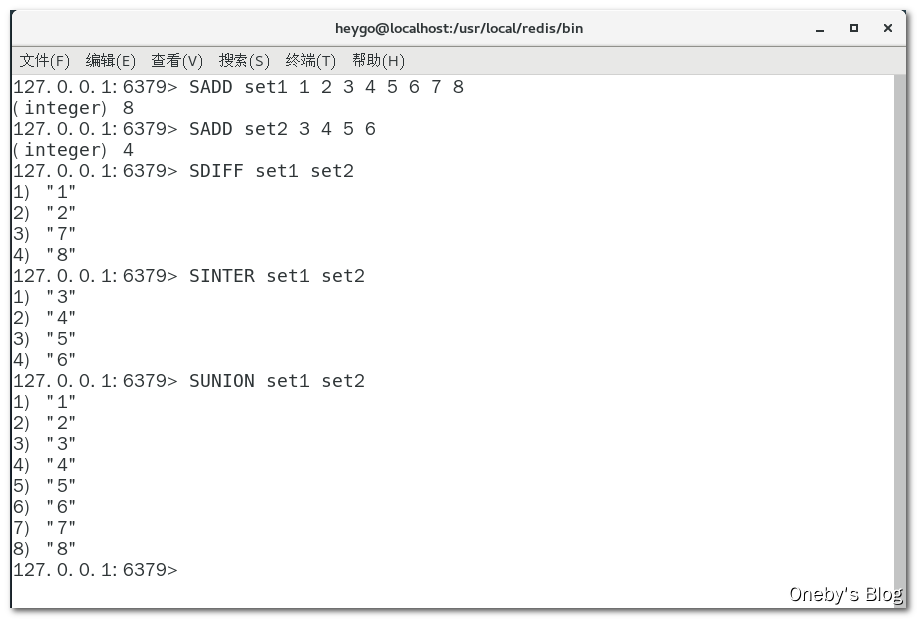 heygo@localhost:/usr/local/redis/bin
文件(F) 编辑(E) 查看(V) 搜索(S) 终端(T) 帮助(H)
127.0.0.1:6379> SADD set1 1 2 3 4 5 6 7 8
(integer) 8
127.0.0.1:6379> SADD set2 3 4 5 6
(integer) 4
127.0.0.1:6379> SDIFF set1 set2
1) "1"
2) "2"
3) "7"
4) "8"
127.0.0.1:6379> SINTER set1 set2
1) "3"
2) "4"
3) "5"
4) "6"
127.0.0.1:6379> SUNION set1 set2
1) "1"
2) "2"
3) "3"
4) "4"
5) "5"
6) "6"
7) "7"
8) "8"
127.0.0.1:6379>
Oneby's Blog